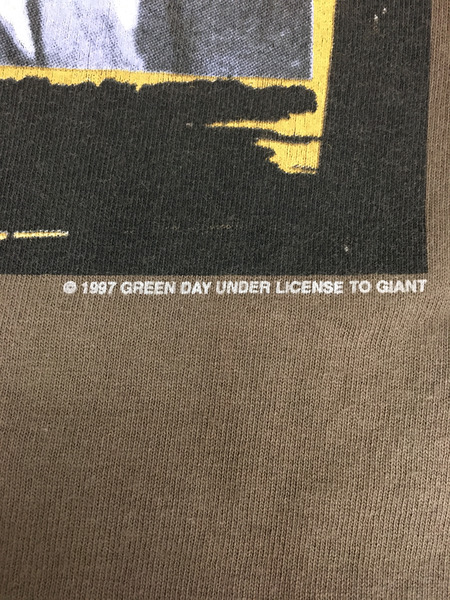 © 1997 GREEN DAY UNDER LICENSE TO GIANT